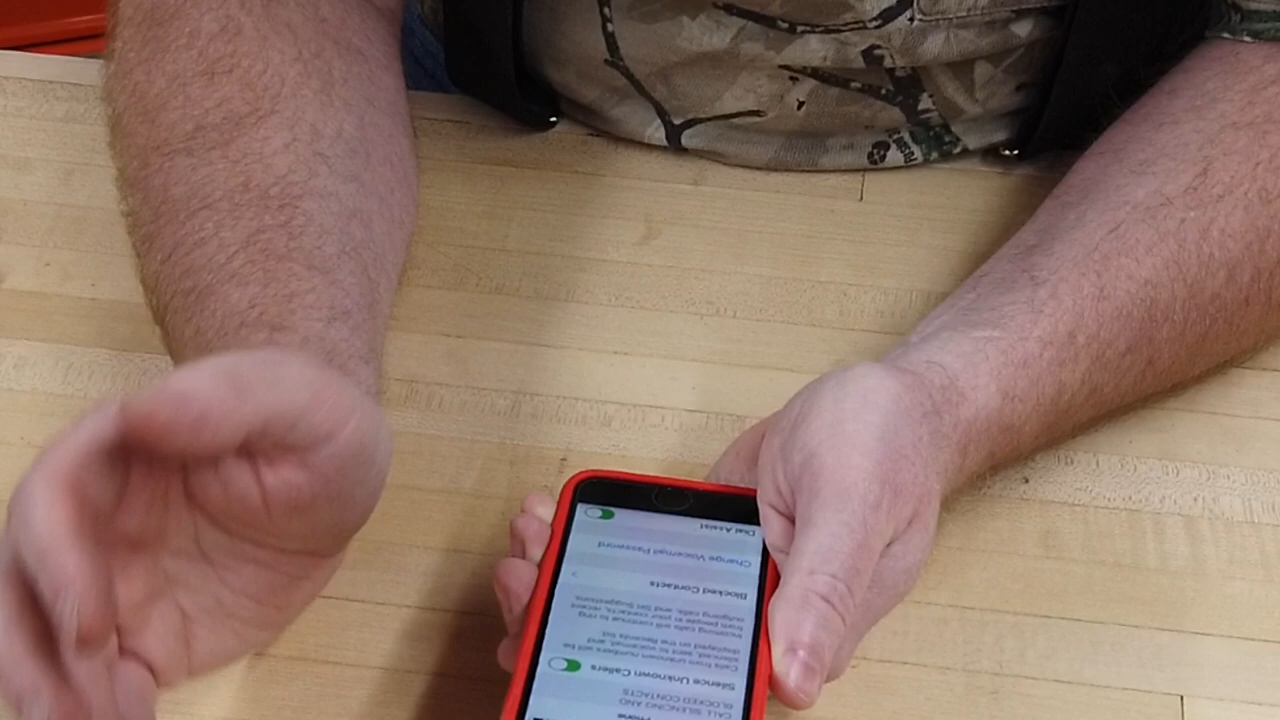 Phone
CALL SILENCING AND
BLOCKED CONTACTS
Silence Unknown Callers
Calls from unknown numbers will be
silenced, sent to voicemail, and
displayed on the Recents list.
Incoming calls will continue to ring
from people in your contacts, recent
outgoing calls, and Siri Suggestions.
Blocked Contacts
Change Voicemail Password
Dial Assist